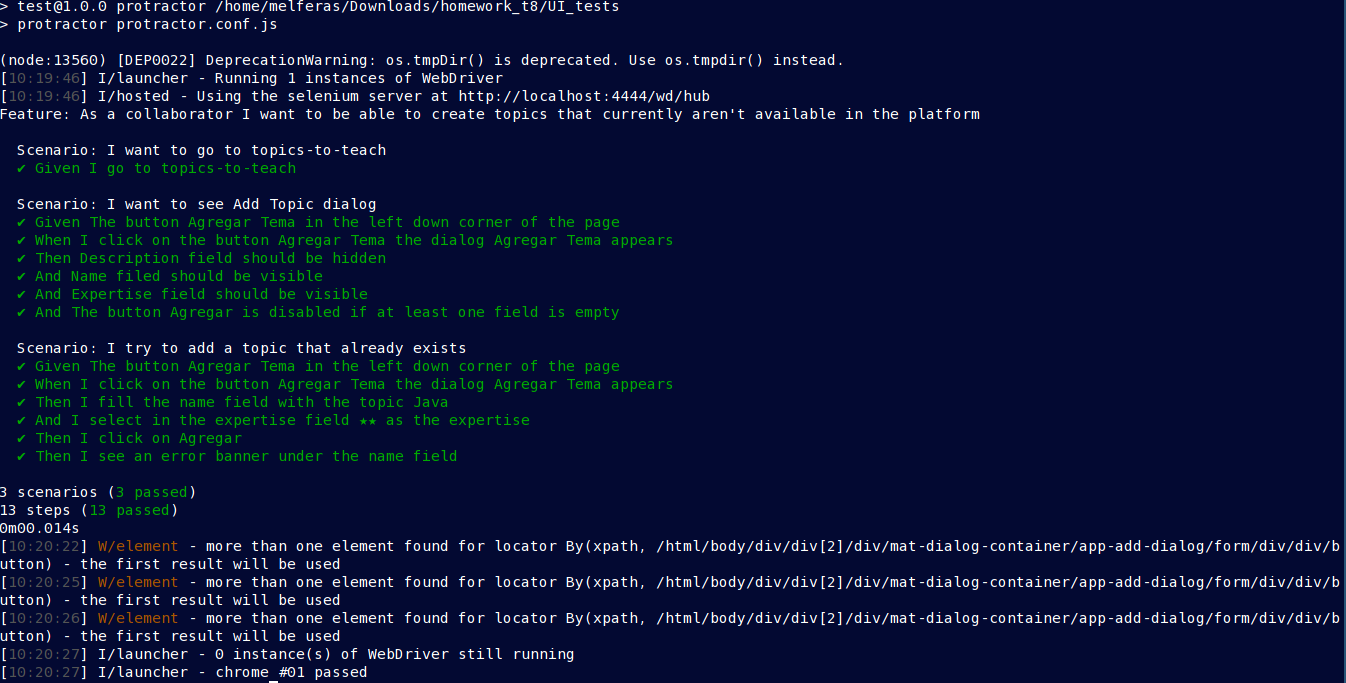 > test@1.0.0 protractor /home/melferas/Downloads/homework_t8/UI_tests
> protractor protractor.conf.js
(node:13560) [DEP0022] DeprecationWarning: os.tmpDir() is deprecated. Use os.tmpdir() instead.
[10:19:46] I/launcher - Running 1 instances of WebDriver
[10:19:46] I/hosted - Using the selenium server at http://localhost:4444/wd/hub
Feature: As a collaborator I want to be able to create topics that currently aren't available in the platform
Scenario: I want to go to topics-to-teach
✔ Given I go to topics-to-teach
Scenario: I want to see Add Topic dialog
✔ Given The button Agregar Tema in the left down corner of the page
✔ When I click on the button Agregar Tema the dialog Agregar Tema appears
✔ Then Description field should be hidden
✔ And Name filed should be visible
✔ And Expertise field should be visible
✔ And The button Agregar is disabled if at least one field is empty
Scenario: I try to add a topic that already exists
✔ Given The button Agregar Tema in the left down corner of the page
✔ When I click on the button Agregar Tema the dialog Agregar Tema appears
✔ Then I fill the name field with the topic Java
✔ And I select in the expertise field ★★ as the expertise
✔ Then I click on Agregar
✔ Then I see an error banner under the name field
3 scenarios (3 passed)
13 steps (13 passed)
0m00.014s
[10:20:22] W/element - more than one element found for locator By(xpath, /html/body/div/div[2]/div/mat-dialog-container/app-add-dialog/form/div/div/b
utton) - the first result will be used
[10:20:25] W/element - more than one element found for locator By(xpath, /html/body/div/div[2]/div/mat-dialog-container/app-add-dialog/form/div/div/b
utton) - the first result will be used
[10:20:26] W/element - more than one element found for locator By(xpath, /html/body/div/div[2]/div/mat-dialog-container/app-add-dialog/form/div/div/b
utton) - the first result will be used
[10:20:27] I/launcher - 0 instance(s) of WebDriver still running
[10:20:27] I/launcher - chrome #01 passed